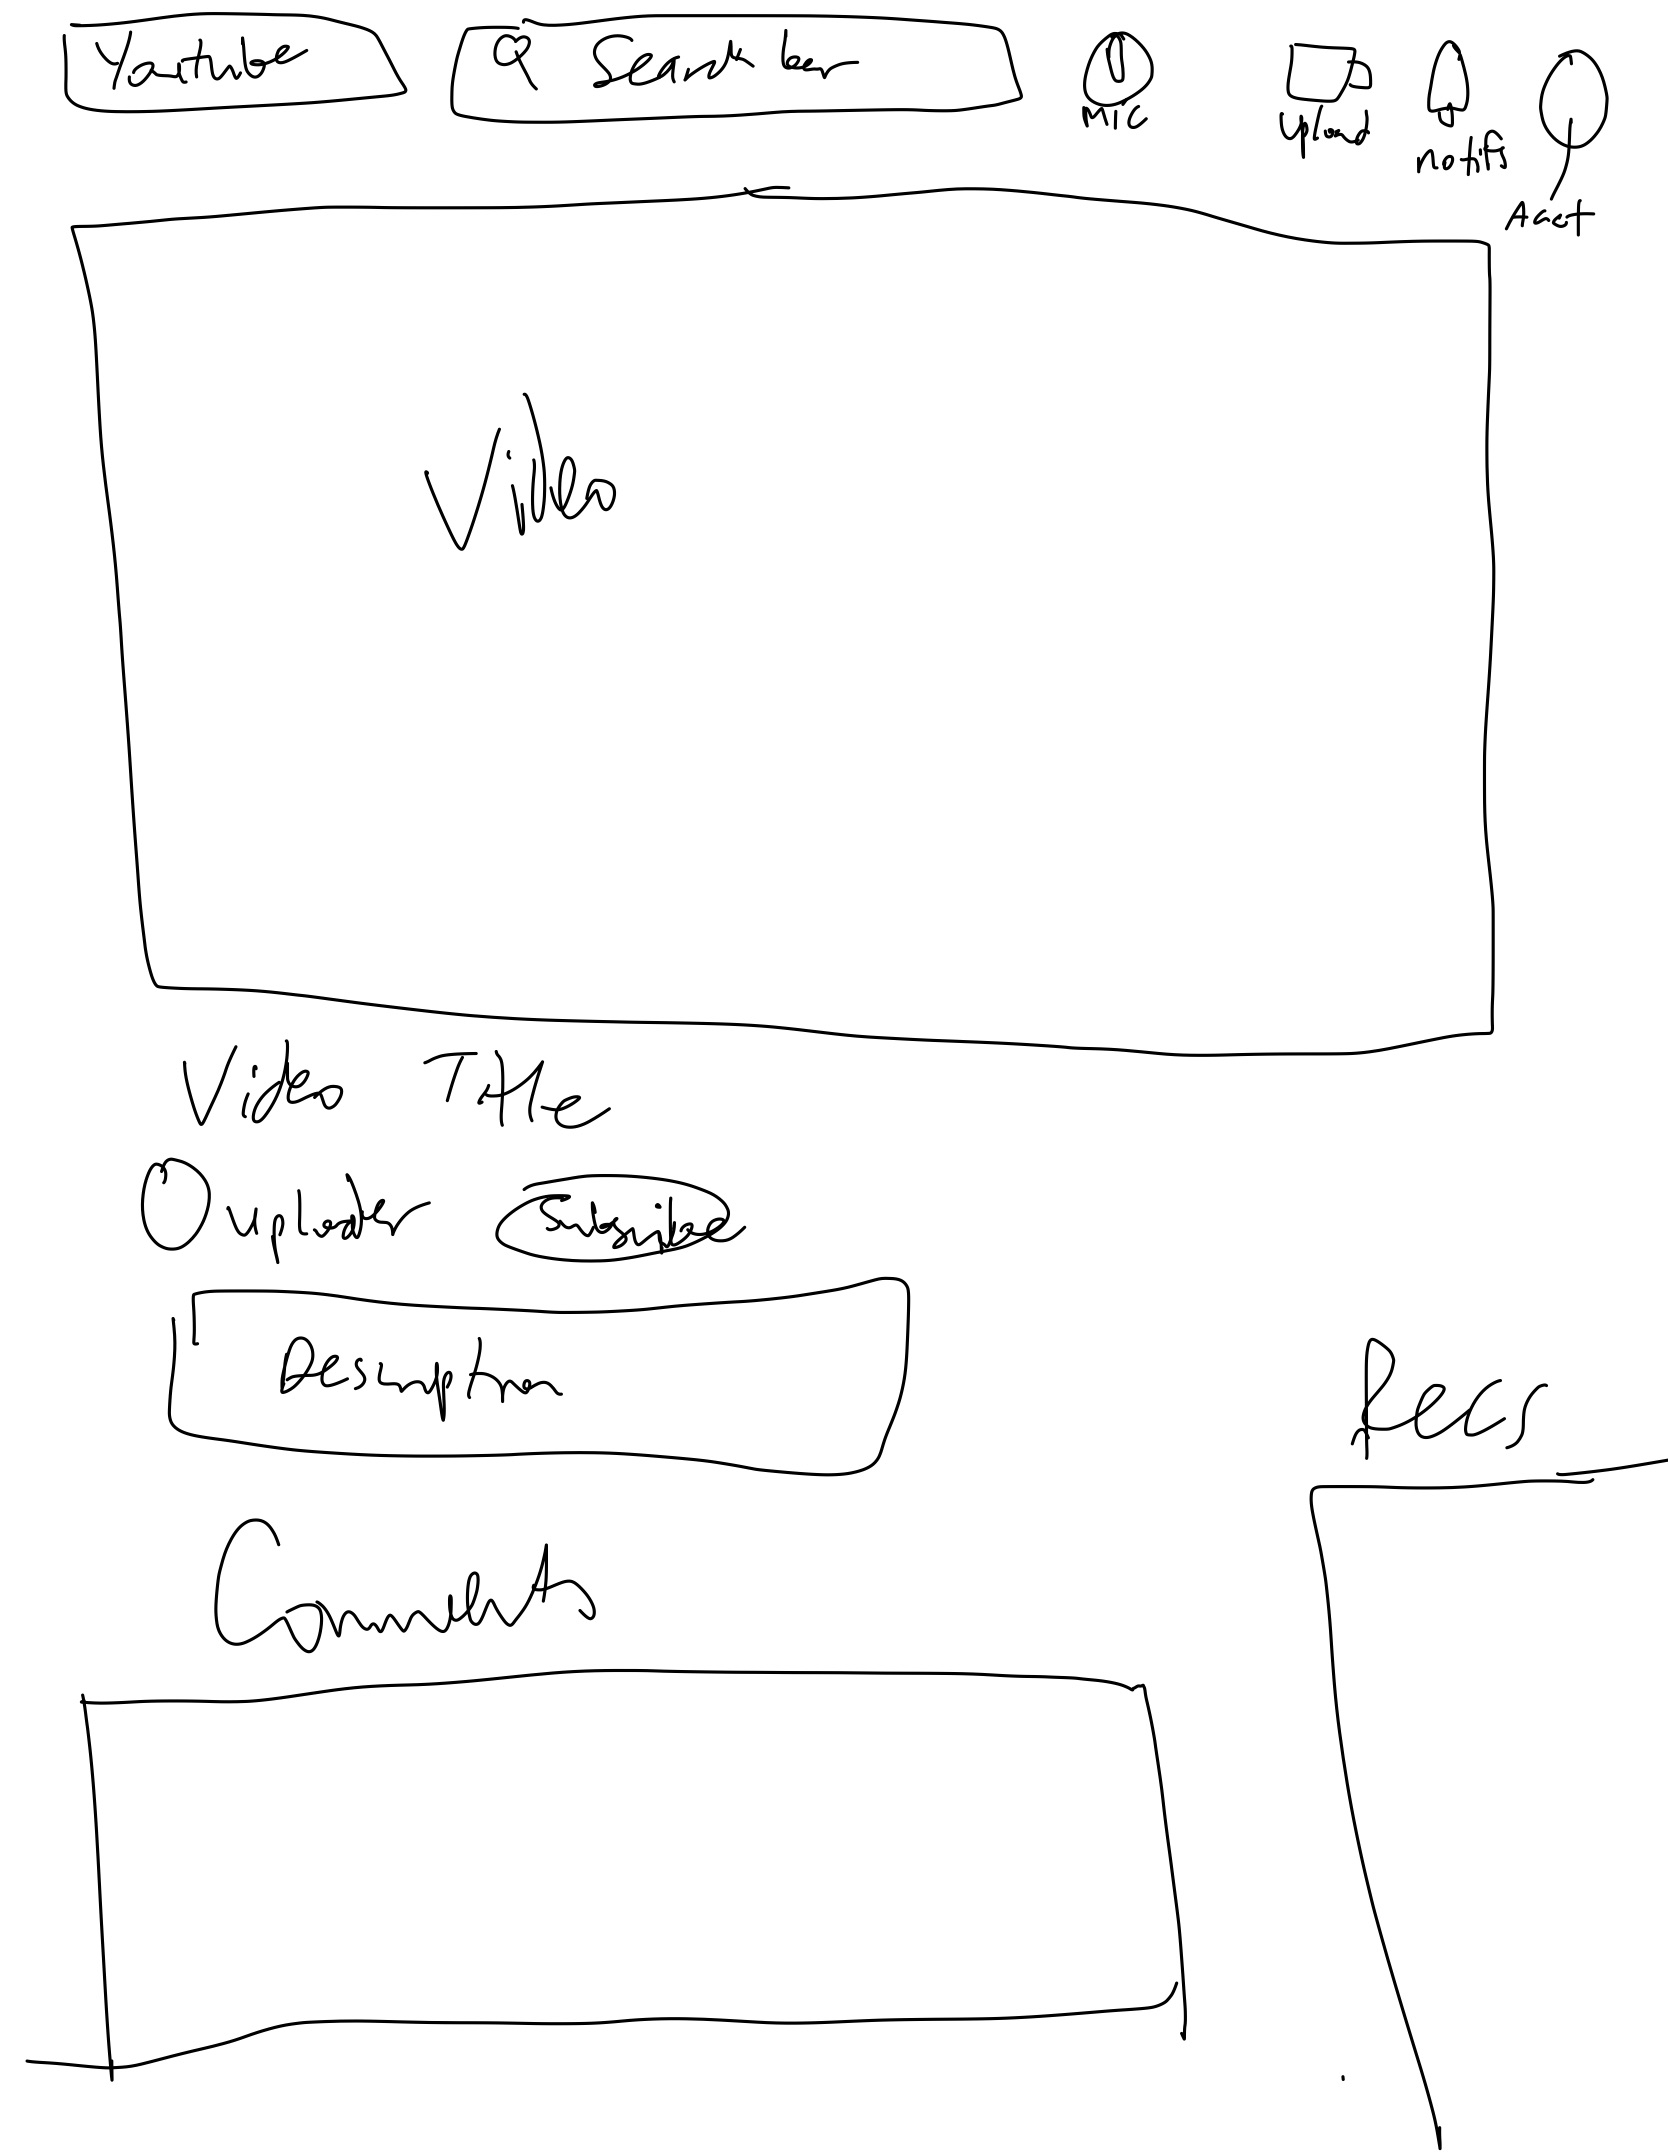 Youtube
Search bar
Mic
upload
notifs
Acct
Video
Video Title
uploader Subscribe
Description
Recs
Comments